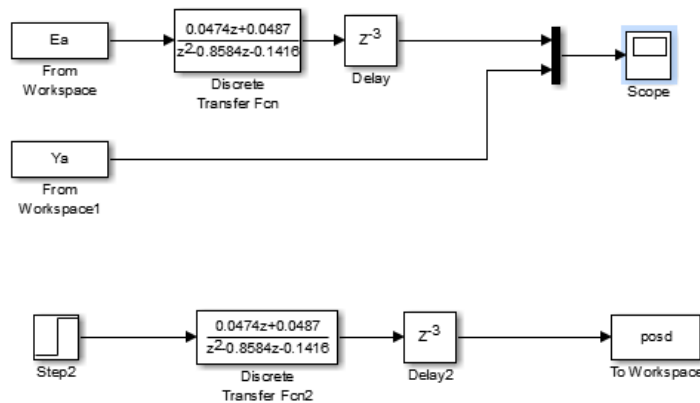 Ea
From
Workspace
0.0474z+0.0487
z2-0.8584z-0.1416
Discrete
Transfer Fcn
Z-3
Delay
Scope
Ya
From
Workspace1
Step2
0.0474z+0.0487
z2-0.8584z-0.1416
Discrete
Transfer Fcn2
Z-3
Delay2
posd
To Workspace